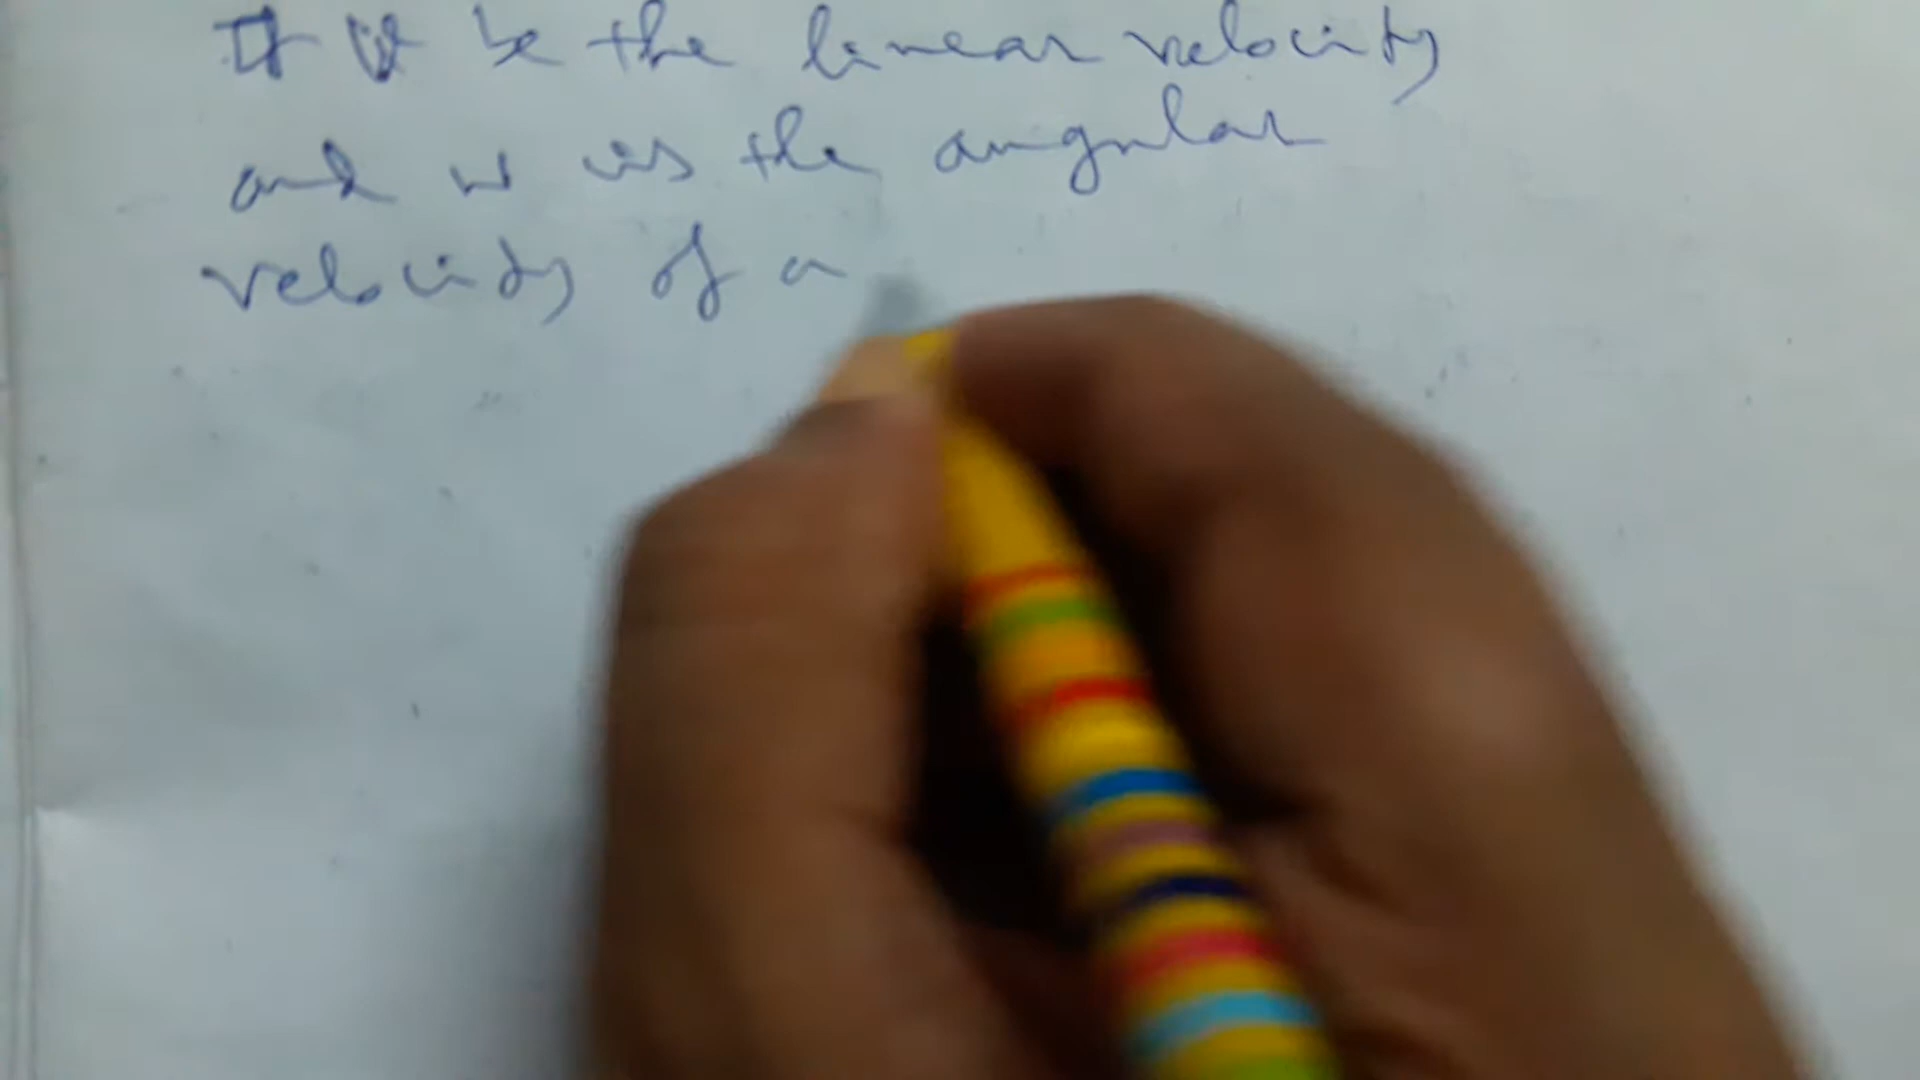 If v be the linear velocity
and w is the angular
velocity of a